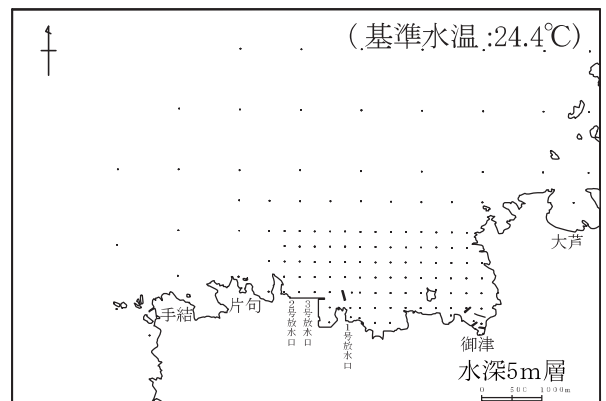 (基準水温:24.4℃)
大芦
手結
片句
2号放水口
3号放水口
1号放水口
御津
水深5m層
0 500 1000m